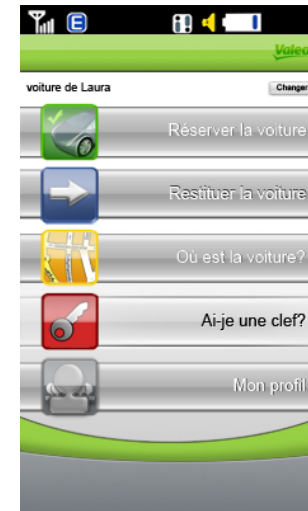 E
Valeo
voiture de Laura
Changer
Réserver la voiture
Restituer la voiture
Où est la voiture?
Ai-je une clef?
Mon profil